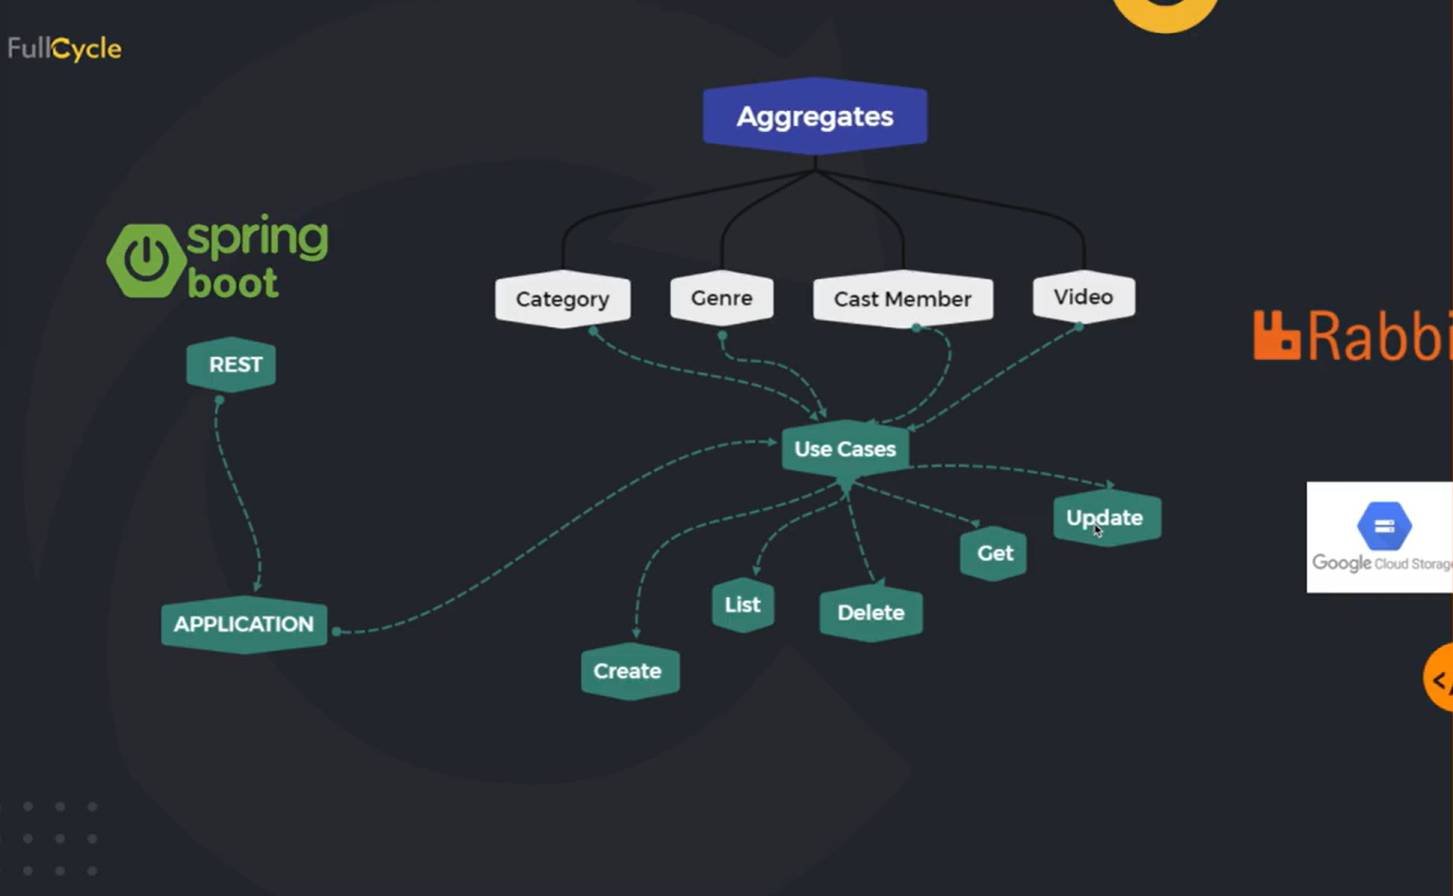 FullCycle
Aggregates
spring
boot
Category
Genre
Cast Member
Video
REST
Rabbi
Use Cases
Update
Get
Google Cloud Storag
List
Delete
APPLICATION
Create